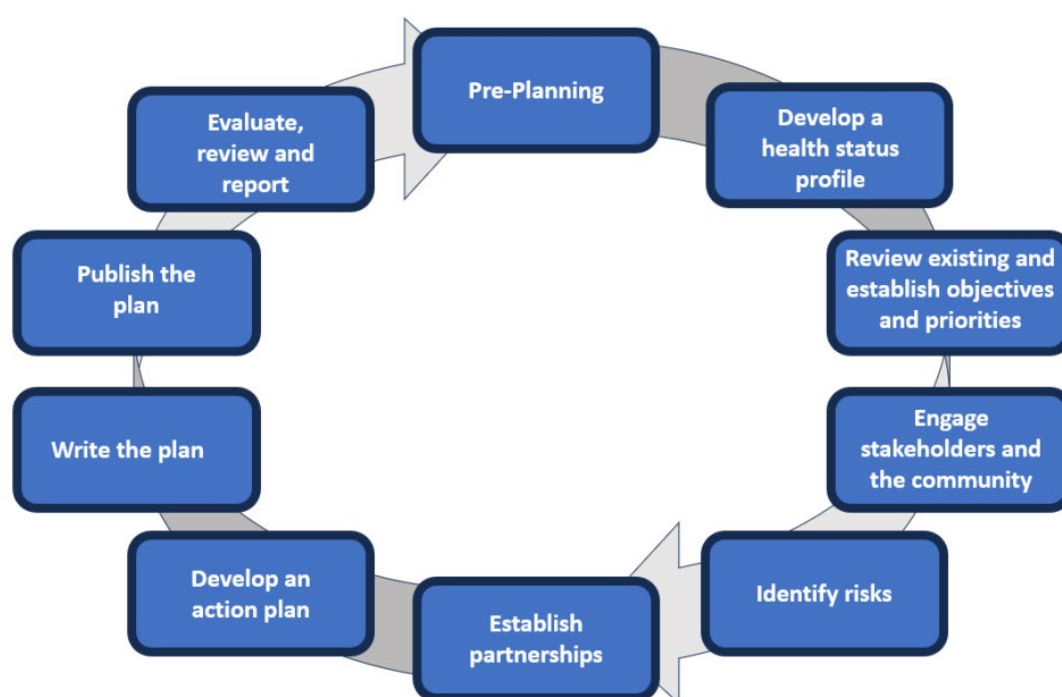 Pre-Planning
Develop a
health status
profile
Review existing and
establish objectives
and priorities
Engage
stakeholders and
the community
Identify risks
Establish
partnerships
Develop an
action plan
Write the plan
Publish the
plan
Evaluate,
review and
report